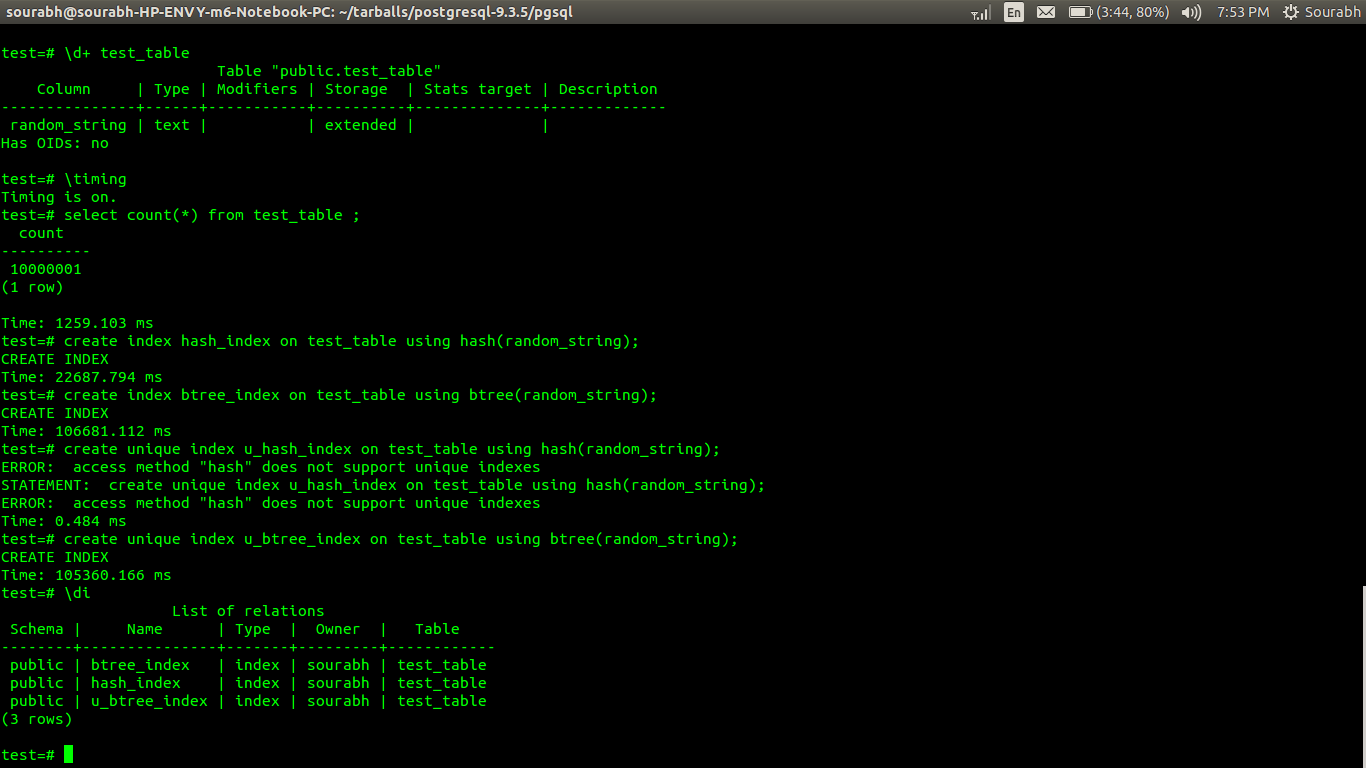 sourabh@sourabh-HP-ENVY-m6-Notebook-PC: ~/tarballs/postgresql-9.3.5/pgsql En (3:44, 80%) 7:53 PM Sourabh
test=# \d+ test_table
                        Table "public.test_table"
    Column     | Type | Modifiers | Storage  | Stats target | Description
---------------+------+-----------+----------+--------------+-------------
 random_string | text |           | extended |              |
Has OIDs: no
test=# \timing
Timing is on.
test=# select count(*) from test_table ;
  count
----------
 10000001
(1 row)
Time: 1259.103 ms
test=# create index hash_index on test_table using hash(random_string);
CREATE INDEX
Time: 22687.794 ms
test=# create index btree_index on test_table using btree(random_string);
CREATE INDEX
Time: 106681.112 ms
test=# create unique index u_hash_index on test_table using hash(random_string);
ERROR:  access method "hash" does not support unique indexes
STATEMENT:  create unique index u_hash_index on test_table using hash(random_string);
ERROR:  access method "hash" does not support unique indexes
Time: 0.484 ms
test=# create unique index u_btree_index on test_table using btree(random_string);
CREATE INDEX
Time: 105360.166 ms
test=# \di
                   List of relations
 Schema |     Name      | Type  |  Owner  |   Table
--------+---------------+-------+---------+------------
 public | btree_index   | index | sourabh | test_table
 public | hash_index    | index | sourabh | test_table
 public | u_btree_index | index | sourabh | test_table
(3 rows)
test=#